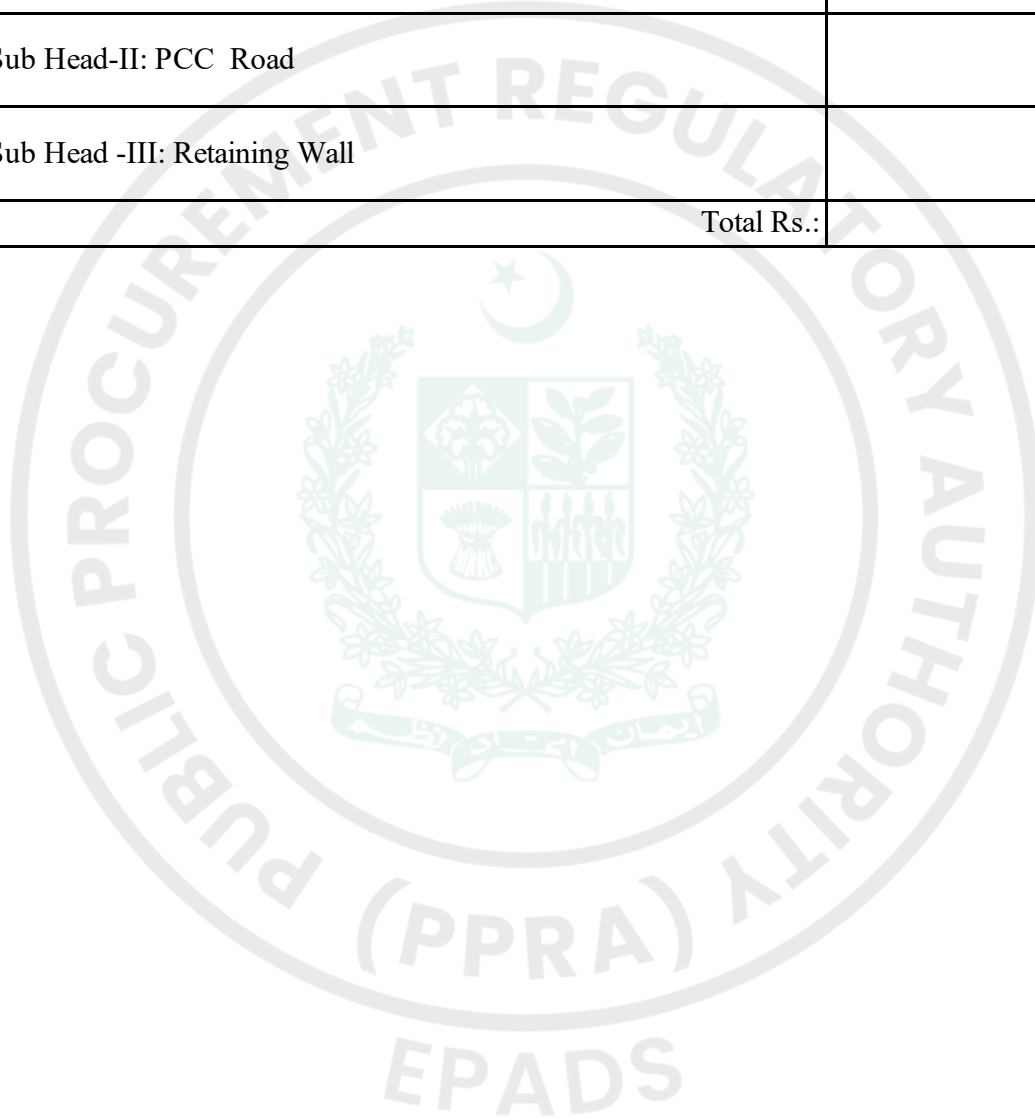 Sub Head-II: PCC Road
Sub Head -III: Retaining Wall
Total Rs.:
PUBLIC PROCUREMENT REGULATORY AUTHORITY
(PPRA)
EPADS